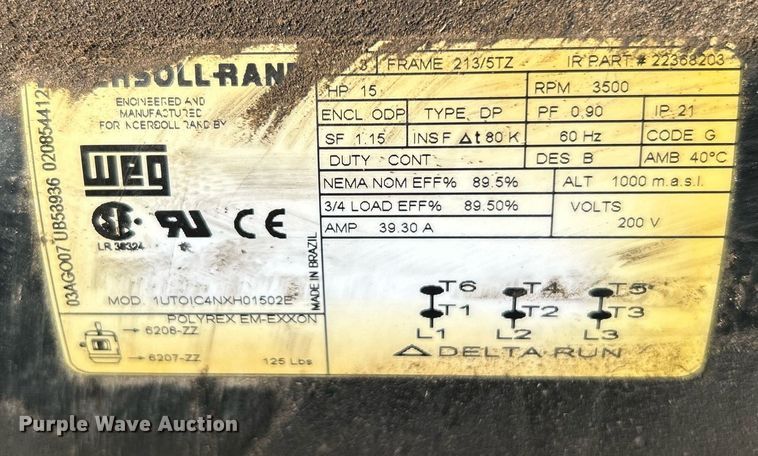 ERSOLL-RAN
ENGINEERED AND
MANUFACTURED
FOR INGERSOLL RAND BY
WEG
LR 38324
CE
MADE IN BRAZIL
MOD. 1UTOIC4NXH01502E
POLYREX EM-EXXON
6208-ZZ
6207-ZZ
125 Lbs
03AGO07 UB58936 0208544121
3 FRAME 213/5TZ IR PART# 22368203
HP 15 RPM 3500
ENCL ODP TYPE DP PF 0.90 IP 21
SF 1.15 INS F Δt 80 K 60 Hz CODE G
DUTY CONT DES B AMB 40°C
NEMA NOM EFF% 89.5% ALT 1000 m.a.s.l.
3/4 LOAD EFF% 89.50% VOLTS
AMP 39.30 A 200 V
T6 T4 T5
T1 T2 T3
L1 L2 L3
Δ DELTA RUN
Purple Wave Auction